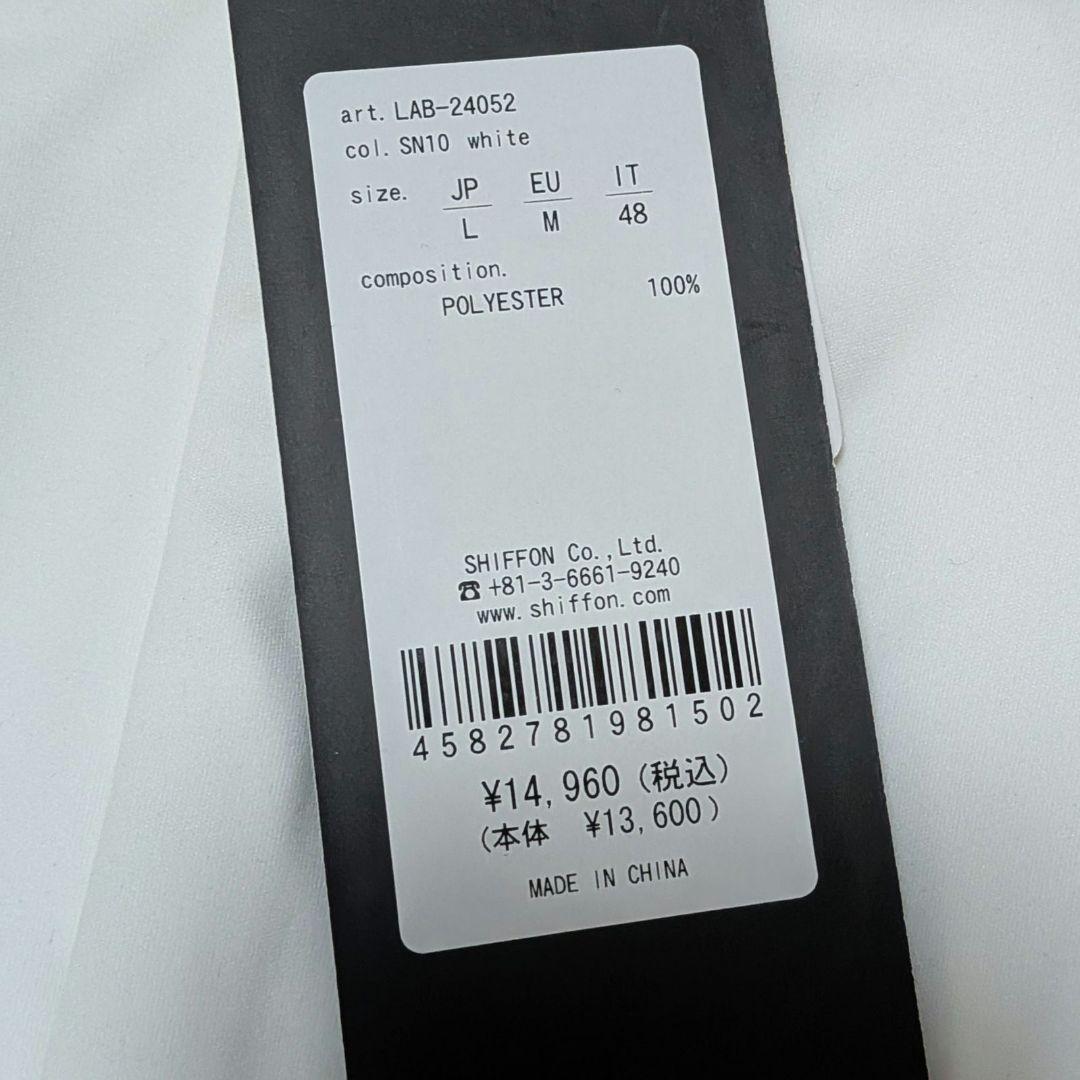 art. LAB-24052
col. SN10 white
size. JP EU IT
L M 48
composition.
POLYESTER 100%
SHIFFON Co.,Ltd.
☎ +81-3-6661-9240
www.shiffon.com
4582781981502
¥14,960 (税込)
(本体 ¥13,600)
MADE IN CHINA